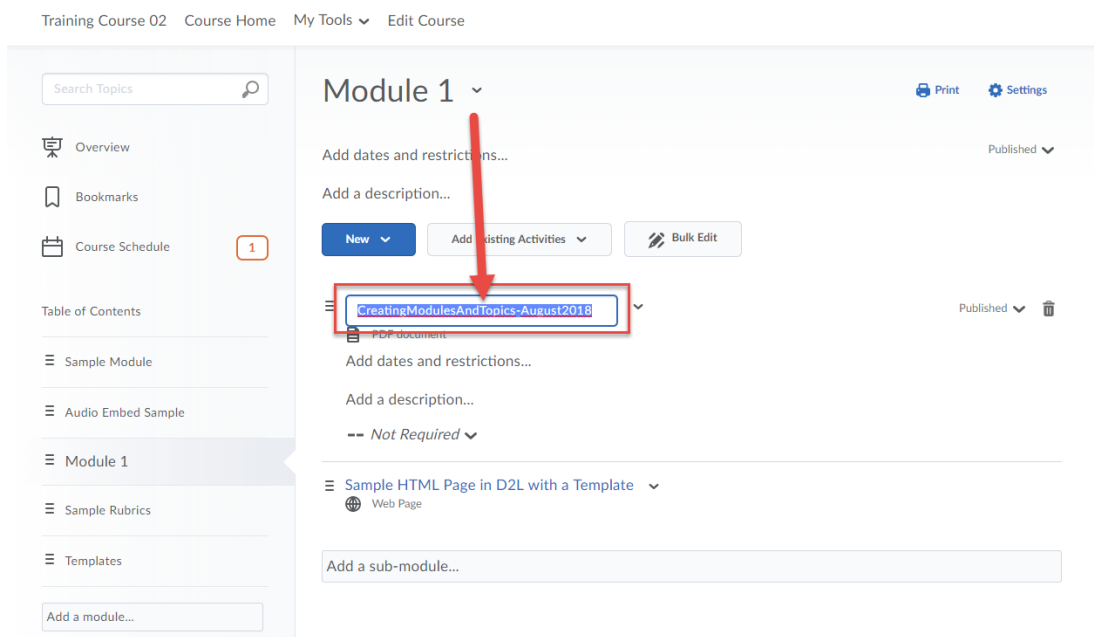 Training Course 02 Course Home My Tools Edit Course
Search Topics
Overview
Bookmarks
Course Schedule 1
Table of Contents
Sample Module
Audio Embed Sample
Module 1
Sample Rubrics
Templates
Add a module...
Module 1
Print Settings
Add dates and restrictions...
Published
Add a description...
New Add Existing Activities Bulk Edit
CreatingModulesAndTopics-August2018
Published
PDF document
Add dates and restrictions...
Add a description...
-- Not Required
Sample HTML Page in D2L with a Template
Web Page
Add a sub-module...